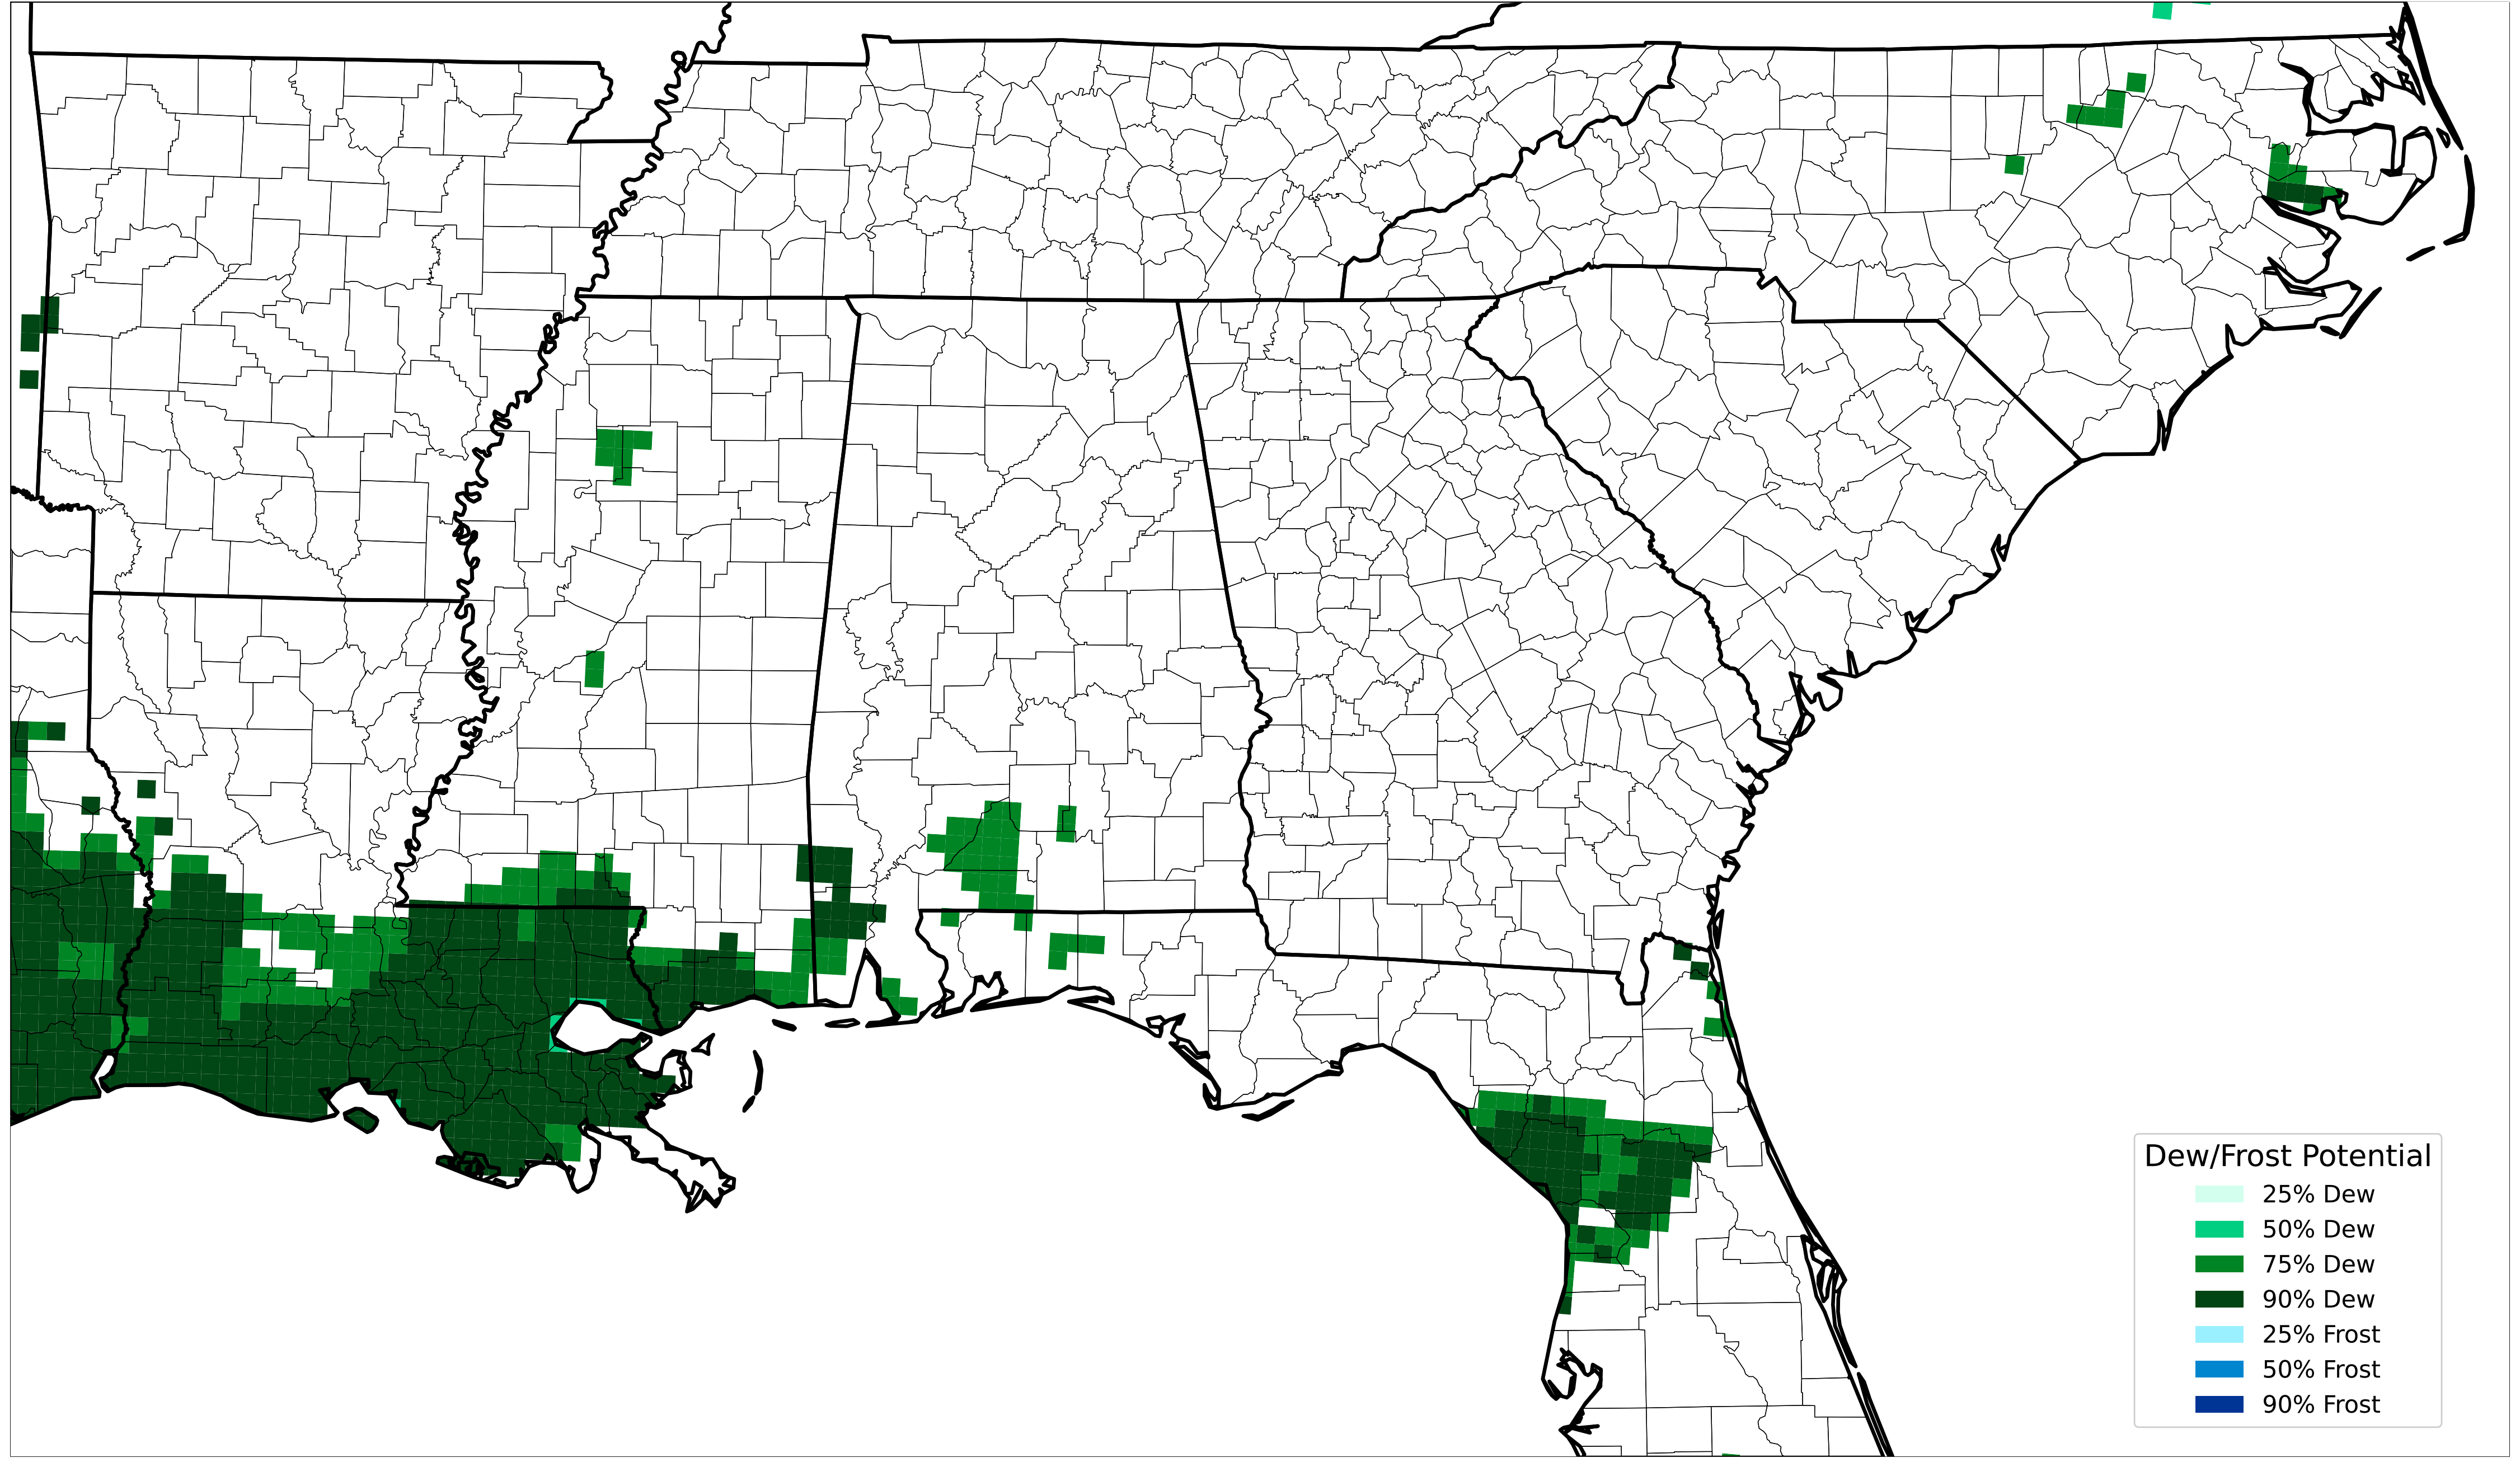 Dew/Frost Potential
25% Dew
50% Dew
75% Dew
90% Dew
25% Frost
50% Frost
90% Frost